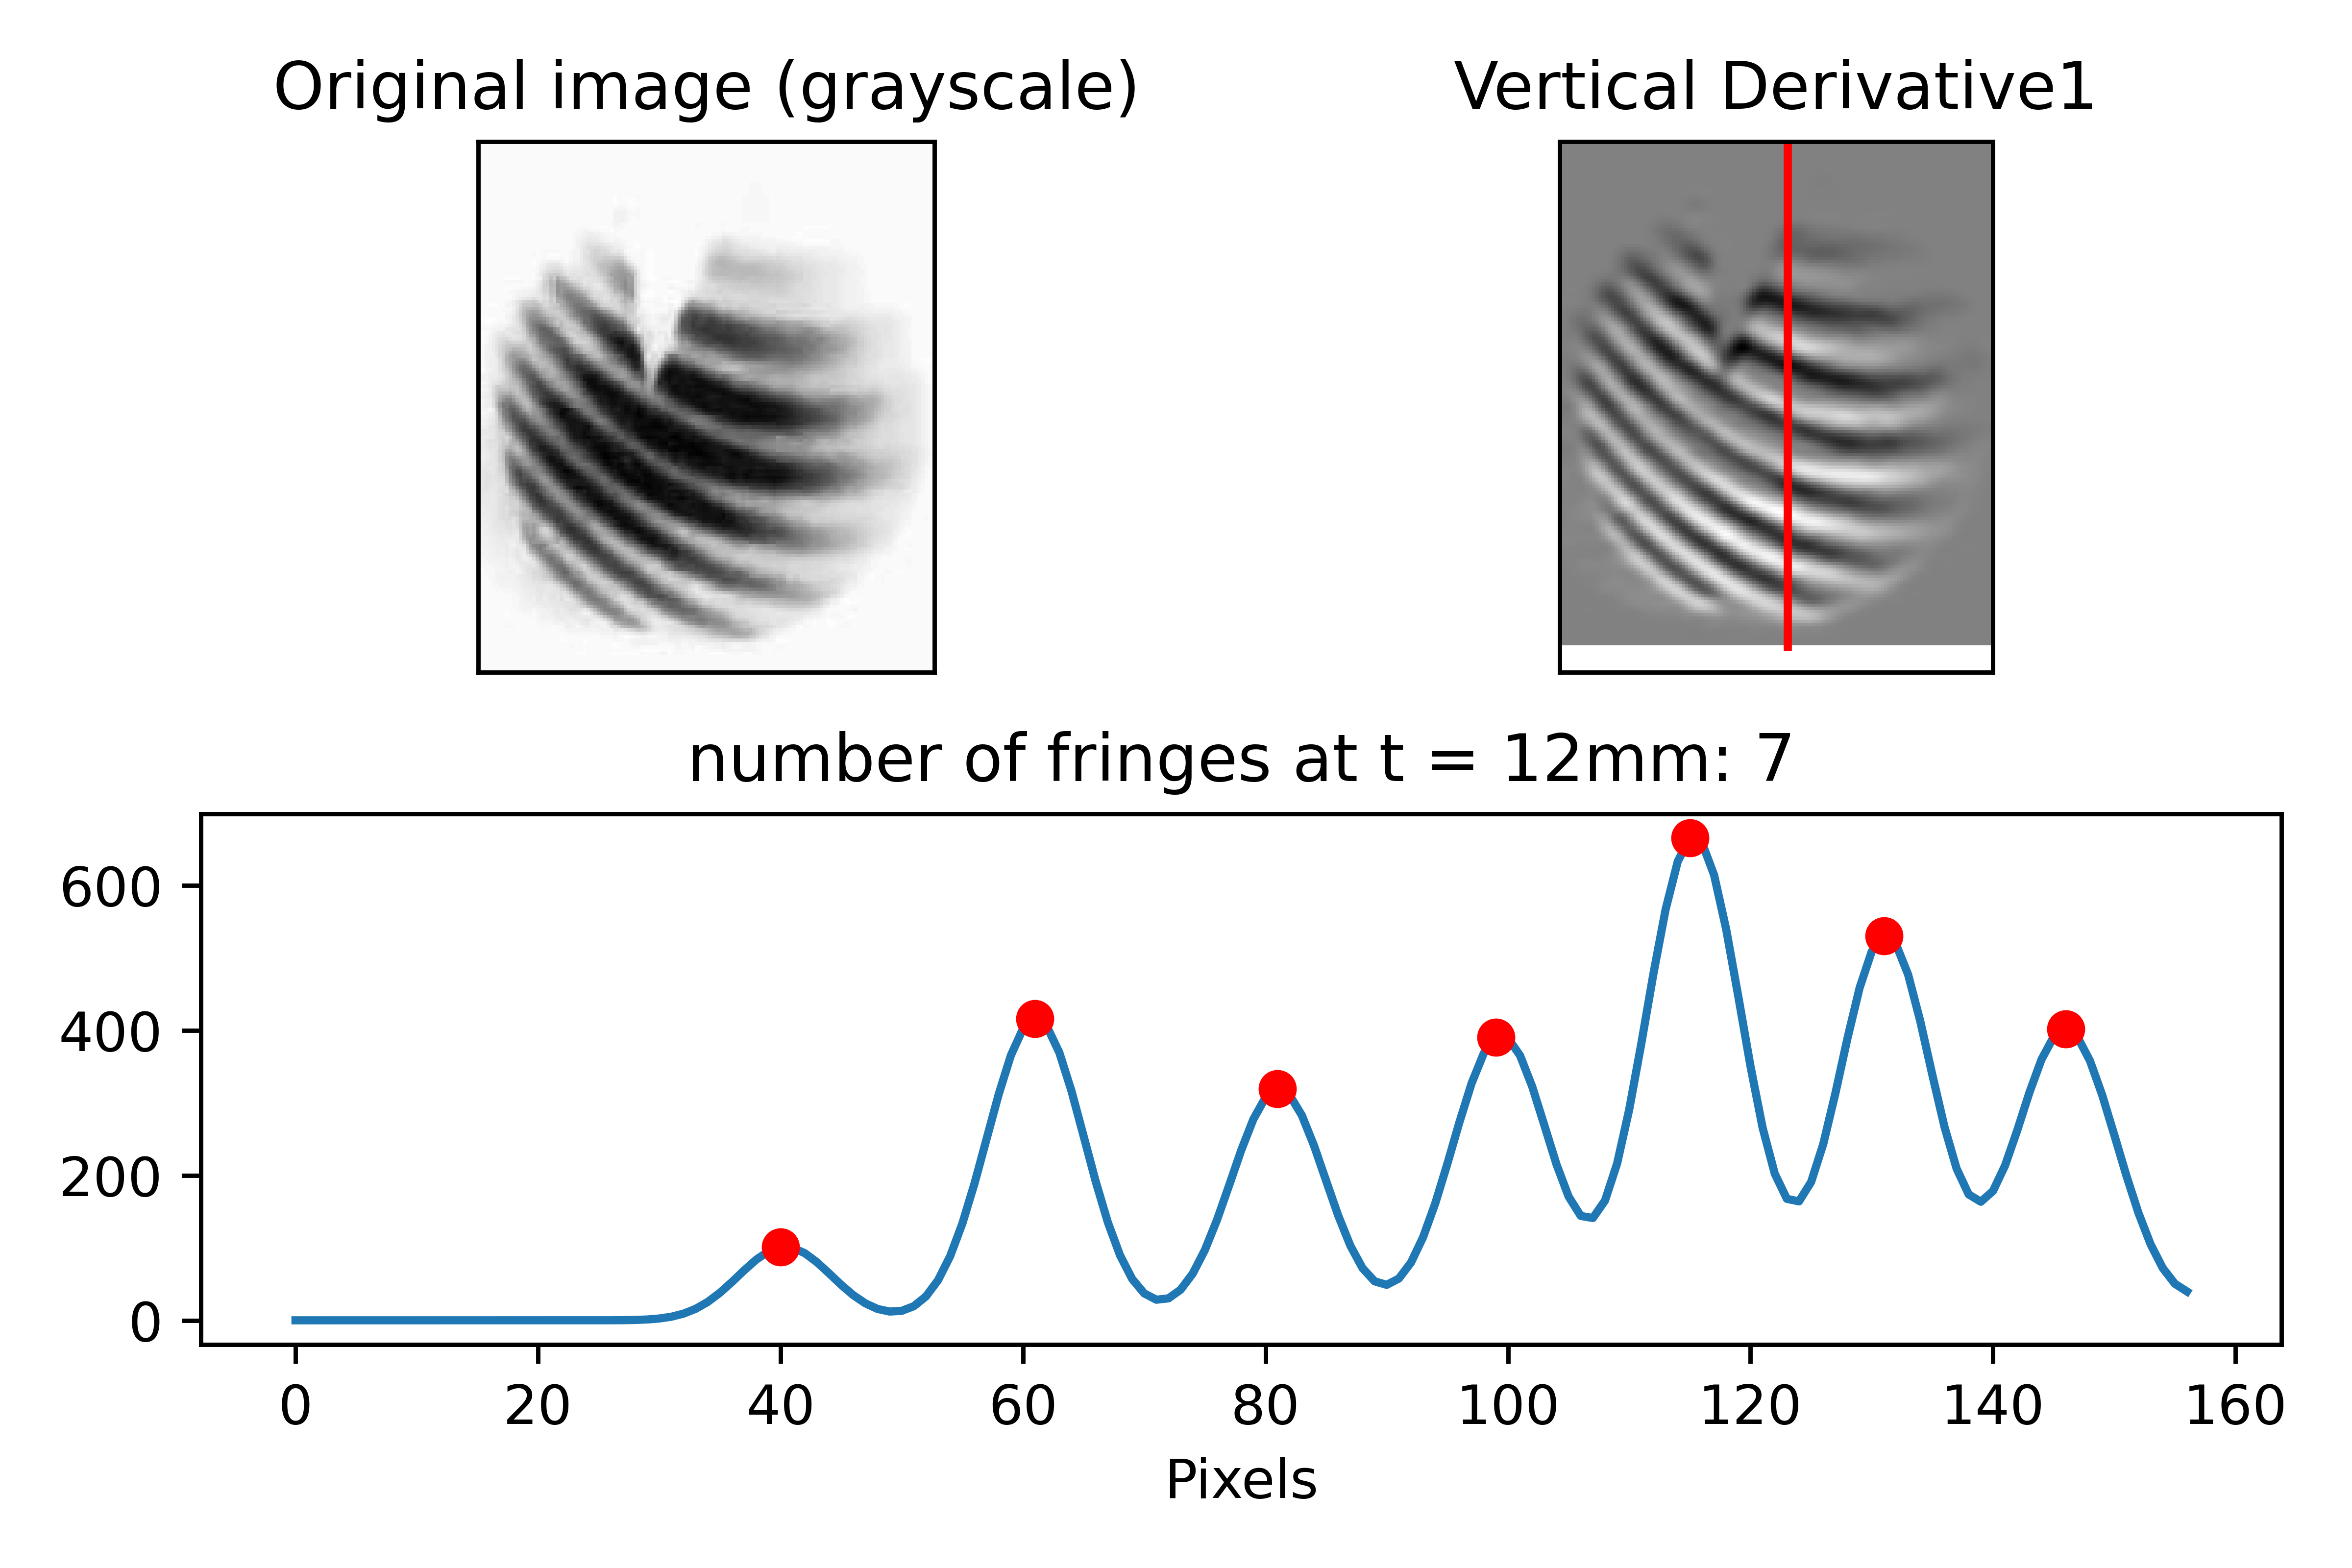 Original image (grayscale)
Vertical Derivative1
number of fringes at t = 12mm: 7
600
400
200
0
0 20 40 60 80 100 120 140 160
Pixels